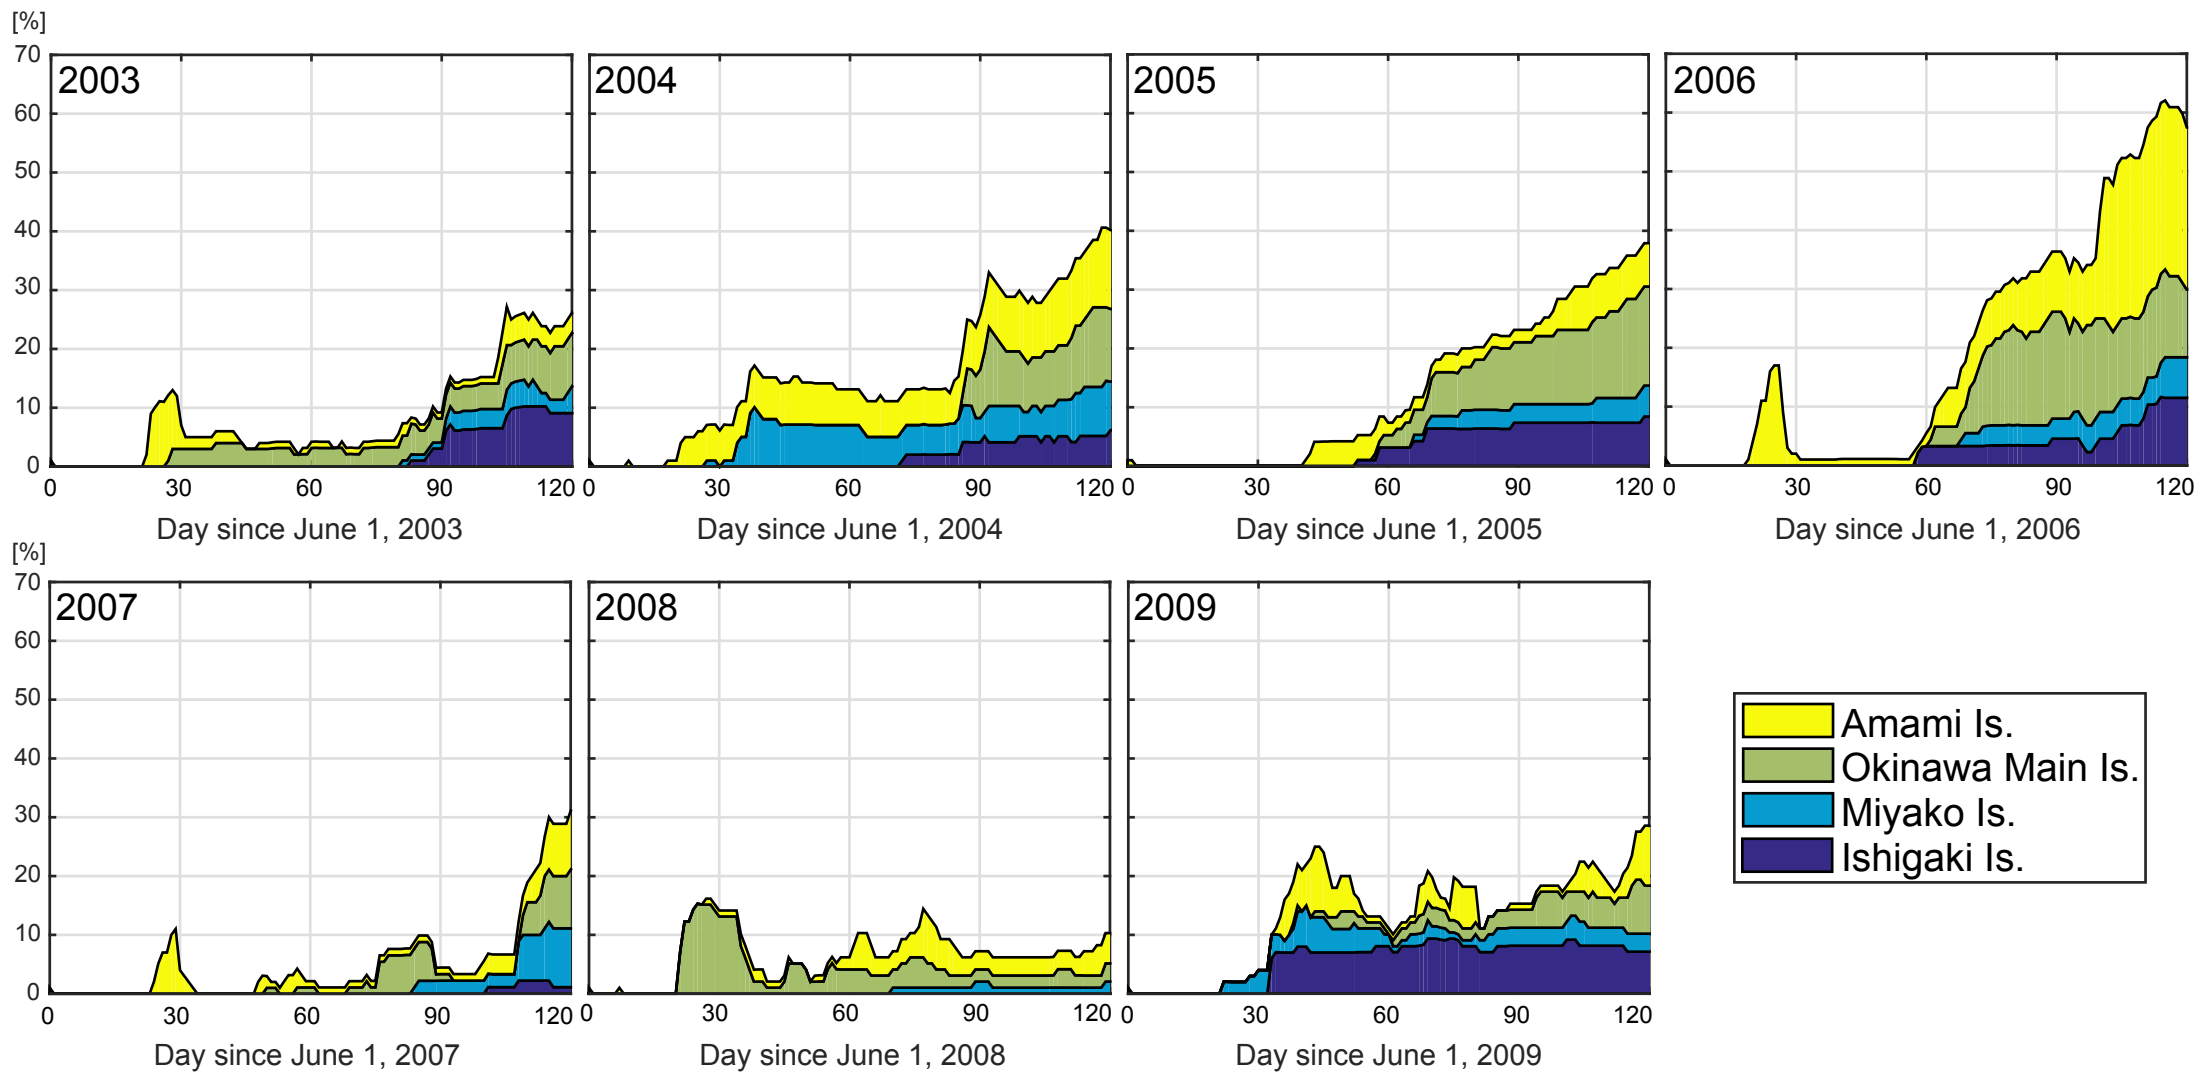 [%]
70
60
50
40
30
20
10
0
2003
2004
2005
2006
0 30 60 90 120
0 30 60 90 120
0 30 60 90 120
0 30 60 90 120
Day since June 1, 2003
Day since June 1, 2004
Day since June 1, 2005
Day since June 1, 2006
[%]
70
60
50
40
30
20
10
0
2007
2008
2009
0 30 60 90 120
0 30 60 90 120
0 30 60 90 120
Day since June 1, 2007
Day since June 1, 2008
Day since June 1, 2009
Amami Is.
Okinawa Main Is.
Miyako Is.
Ishigaki Is.